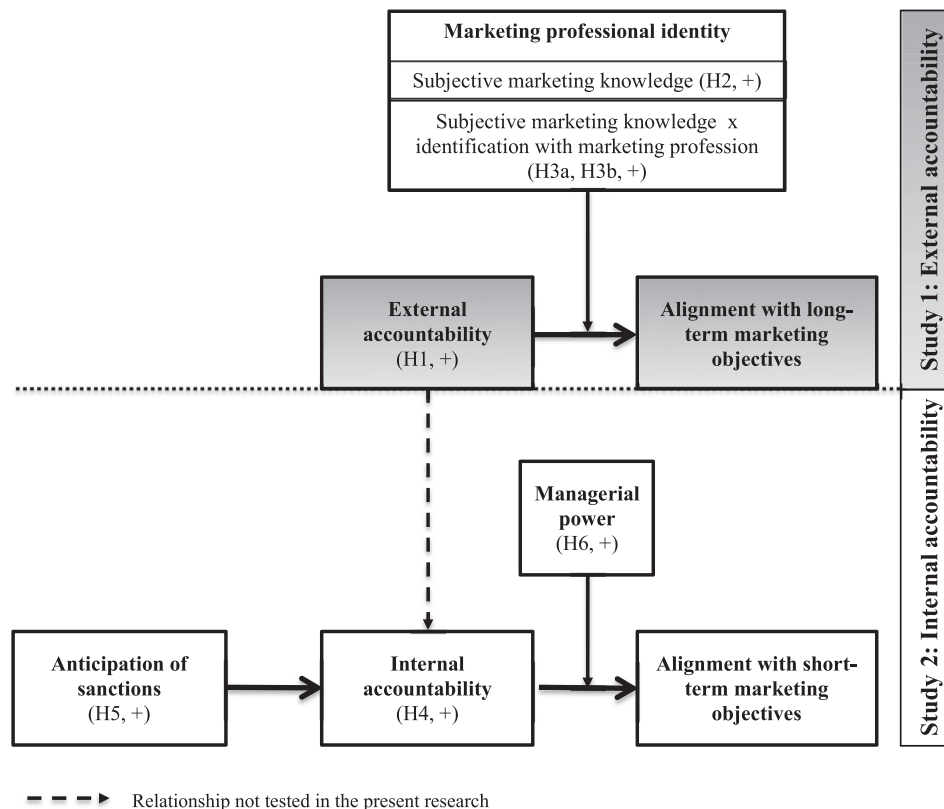 Marketing professional identity
Subjective marketing knowledge (H2, +)
Subjective marketing knowledge x
identification with marketing profession
(H3a, H3b, +)
External
accountability
(H1, +)
Alignment with long-
term marketing
objectives
Study 1: External accountability
Managerial
power
(H6, +)
Anticipation of
sanctions
(H5, +)
Internal
accountability
(H4, +)
Alignment with short-
term marketing
objectives
Study 2: Internal accountability
Relationship not tested in the present research